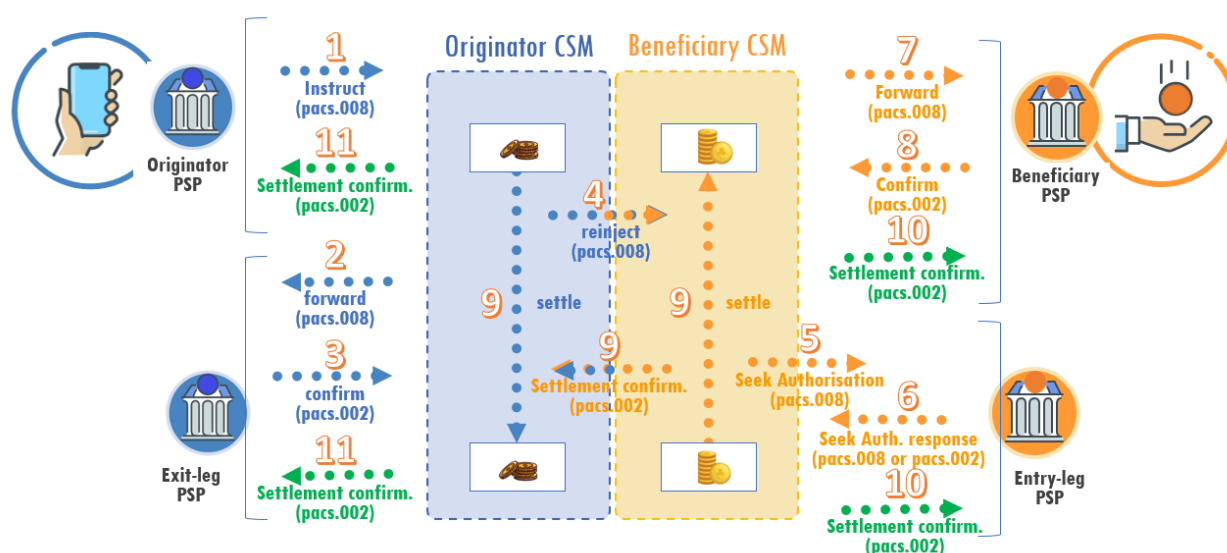 Originator CSM
Beneficiary CSM
1
Instruct
(pacs.008)
11
Settlement confirm.
(pacs.002)
Originator
PSP
2
forward
(pacs.008)
3
confirm
(pacs.002)
11
Settlement confirm.
(pacs.002)
Exit-leg
PSP
4
reinject
(pacs.008)
9
settle
9
settle
9
Settlement confirm.
(pacs.002)
7
Forward
(pacs.008)
8
Confirm
(pacs.002)
10
Settlement confirm.
(pacs.002)
Beneficiary
PSP
5
Seek Authorisation
(pacs.008)
6
Seek Auth. response
(pacs.008 or pacs.002)
10
Settlement confirm.
(pacs.002)
Entry-leg
PSP